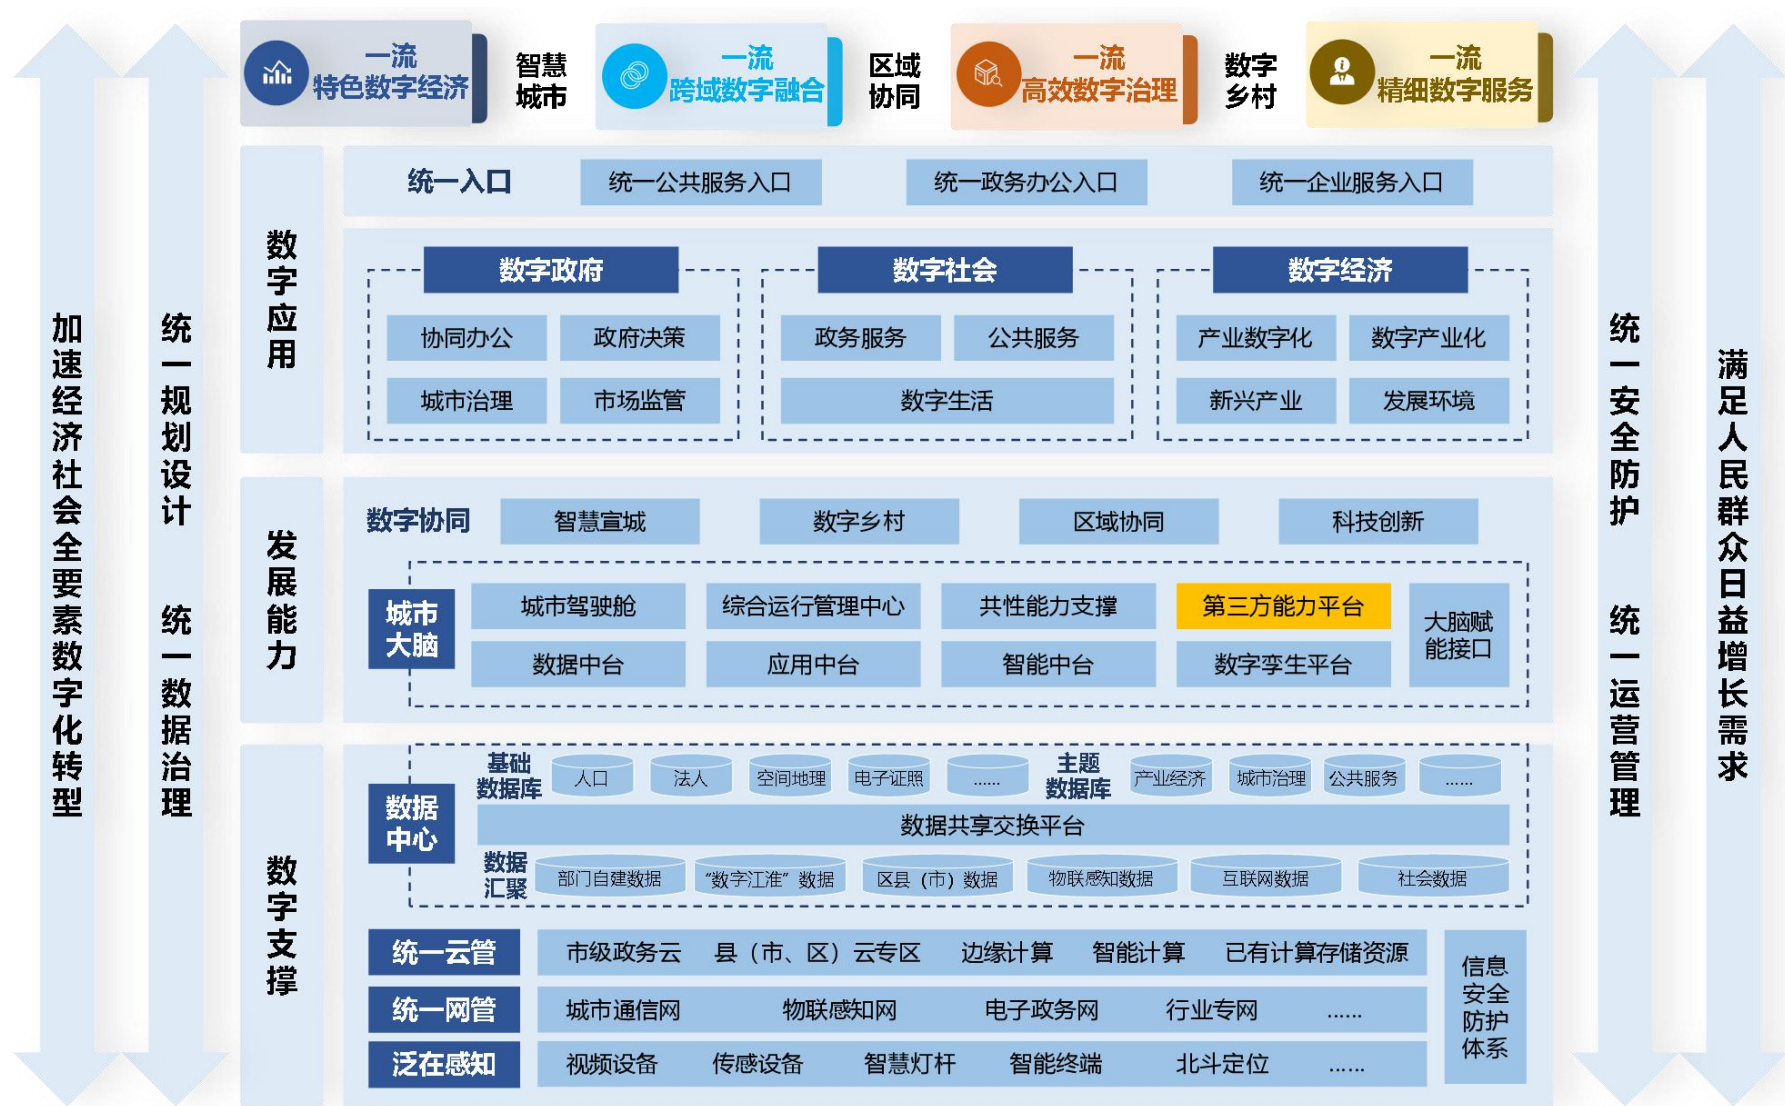 一流
特色数字经济
智慧
城市
一流
跨域数字融合
区域
协同
一流
高效数字治理
数字
乡村
一流
精细数字服务
加速经济社会全要素数字化转型
统一规划设计 统一数据治理
数字应用
统一入口 统一公共服务入口 统一政务办公入口 统一企业服务入口
数字政府 数字社会 数字经济
协同办公 政府决策 政务服务 公共服务 产业数字化 数字产业化
城市治理 市场监管 数字生活 新兴产业 发展环境
发展能力
数字协同 智慧宣城 数字乡村 区域协同 科技创新
城市
大脑
城市驾驶舱 综合运行管理中心 共性能力支撑 第三方能力平台
数据中台 应用中台 智能中台 数字孪生平台
大脑赋
能接口
数字支撑
数据
中心
基础
数据库
人口 法人 空间地理 电子证照 ......
主题
数据库
产业经济 城市治理 公共服务 ......
数据共享交换平台
数据
汇聚
部门自建数据 “数字江淮”数据 区县（市）数据 物联感知数据 互联网数据 社会数据
统一云管 市级政务云 县（市、区）云专区 边缘计算 智能计算 已有计算存储资源
统一网管 城市通信网 物联感知网 电子政务网 行业专网 ......
泛在感知 视频设备 传感设备 智慧灯杆 智能终端 北斗定位 ......
信息
安全
防护
体系
统一安全防护 统一运营管理
满足人民群众日益增长需求